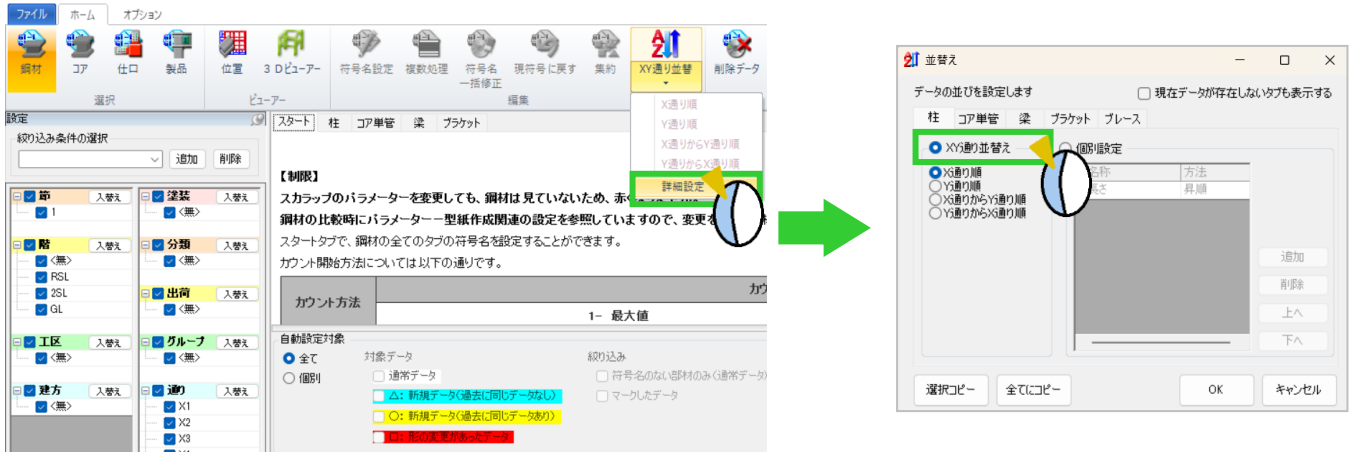 ファイル ホーム オプション
鋼材 コア 仕口 製品 位置 3Dビューアー 符号名設定 複数処理 符号名一括修正 現符号に戻す 集約 XY通り並替 削除データ
選択 ビューアー 編集
X通り順
Y通り順
X通りからY通り順
Y通りからX通り順
詳細設定
設定
絞り込み条件の選択
追加 削除
節 入替え
1
階 入替え
<無>
RSL
2SL
GL
工区 入替え
<無>
建方 入替え
<無>
塗装 入替え
<無>
分類 入替え
<無>
出荷 入替え
<無>
グループ 入替え
<無>
通り 入替え
X1
X2
X3
スタート 柱 コア単管 梁 ブラケット
【制限】
スカラップのパラメーターを変更しても、鋼材は見ていないため、赤く
鋼材の比較時にパラメーターー型紙作成関連の設定を参照していますので、変更を
スタートタブで、鋼材の全てのタブの符号名を設定することができます。
カウント開始方法については以下の通りです。
カウント方法
1- 最大値
自動設定対象
全て
個別
対象データ
通常データ
△: 新規データ(過去に同じデータなし)
○: 新規データ(過去に同じデータあり)
□: 形の変更があったデータ
絞り込み
符号名のない部材のみ(通常データ)
マークしたデータ
並替え
データの並びを設定します 現在データが存在しないタブも表示する
柱 コア単管 梁 ブラケット ブレース
XY通り並替え 個別設定
X通り順
Y通り順
X通りからY通り順
Y通りからX通り順
名称 方法
長さ 昇順
追加
削除
上へ
下へ
選択コピー 全てにコピー OK キャンセル